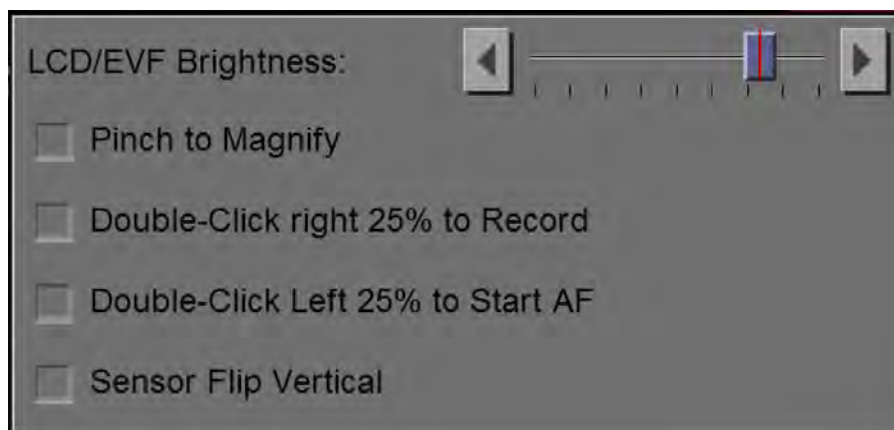 LCD/EVF Brightness:
Pinch to Magnify
Double-Click right 25% to Record
Double-Click Left 25% to Start AF
Sensor Flip Vertical